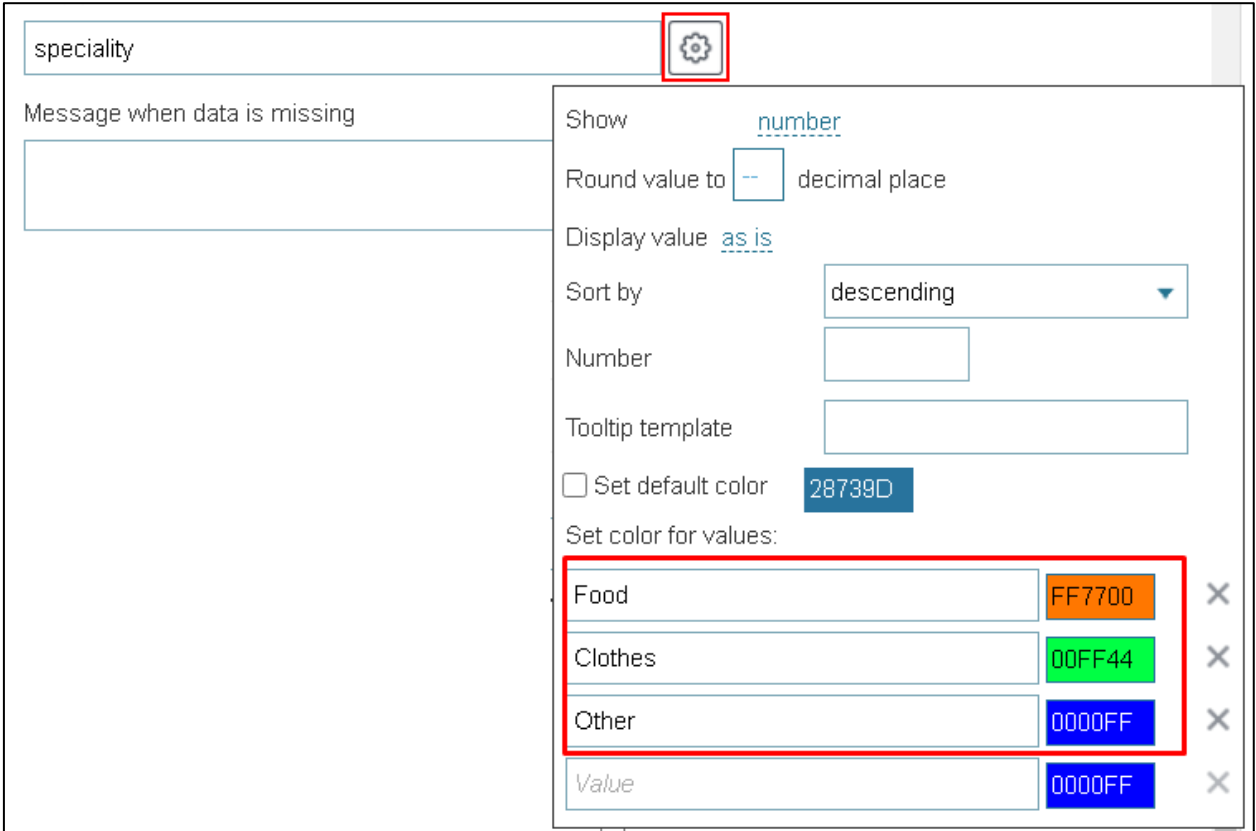 speciality
Message when data is missing
Show number
Round value to -- decimal place
Display value as is
Sort by descending
Number
Tooltip template
Set default color 28739D
Set color for values:
Food FF7700
Clothes 00FF44
Other 0000FF
Value 0000FF